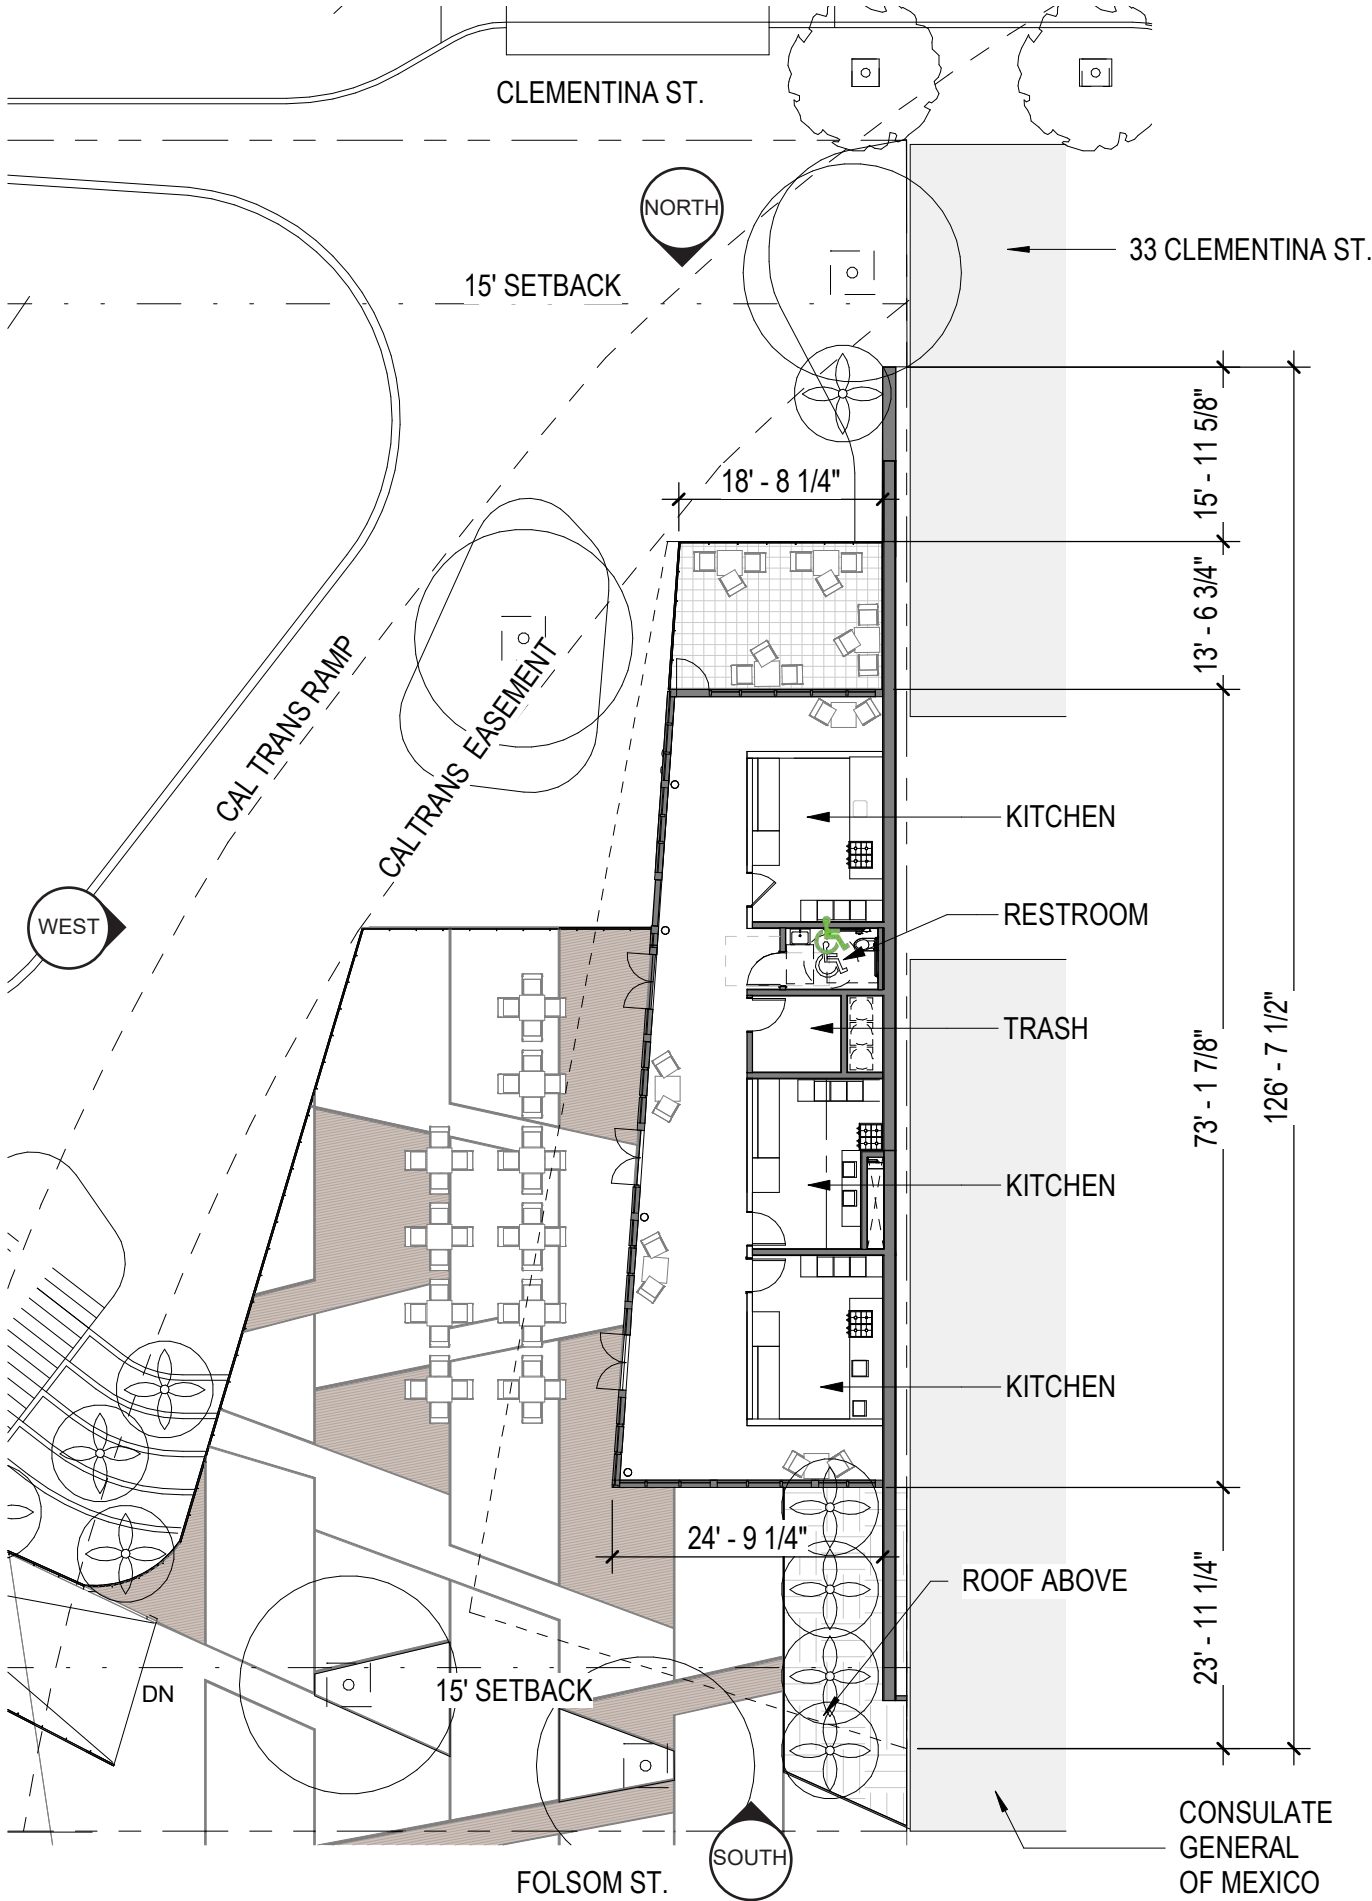 CLEMENTINA ST.
NORTH
33 CLEMENTINA ST.
15' SETBACK
15' - 11 5/8"
18' - 8 1/4"
13' - 6 3/4"
CAL TRANS RAMP
CAL TRANS EASEMENT
KITCHEN
WEST
RESTROOM
TRASH
73' - 1 7/8"
126' - 7 1/2"
KITCHEN
KITCHEN
24' - 9 1/4"
ROOF ABOVE
23' - 11 1/4"
DN
15' SETBACK
CONSULATE
GENERAL
OF MEXICO
SOUTH
FOLSOM ST.